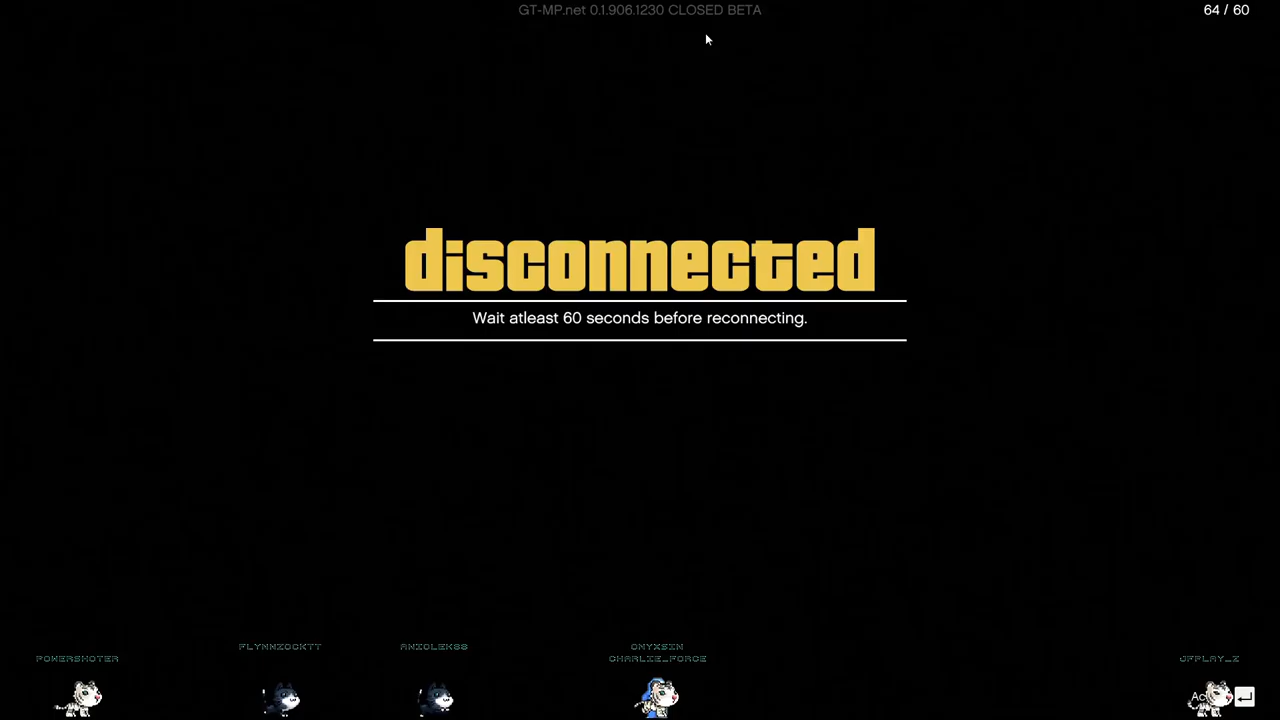 GT-MP.net 0.1.906.1230 CLOSED BETA
64 / 60
disconnected
Wait atleast 60 seconds before reconnecting.
FLYNNZOCKTT
ANIOLEK88
ONYXSIN
POWERSHOTER
CHARLIE_FORCE
JFPLAY_Z